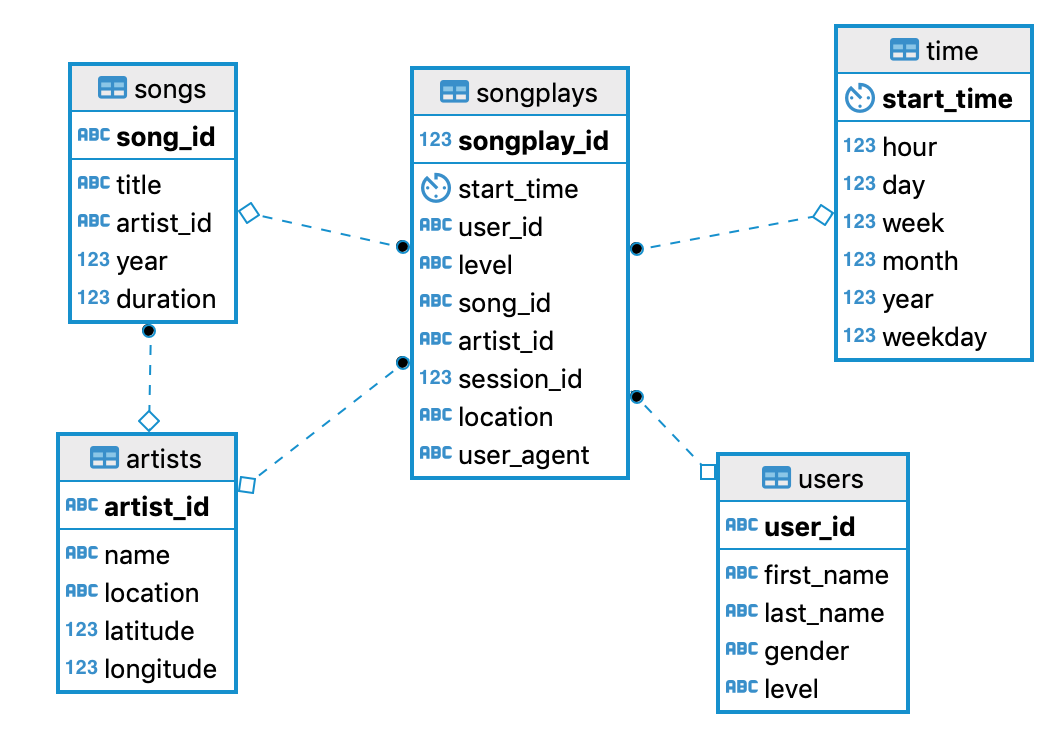 songs
ABC song_id
ABC title
ABC artist_id
123 year
123 duration
songplays
123 songplay_id
start_time
ABC user_id
ABC level
ABC song_id
ABC artist_id
123 session_id
ABC location
ABC user_agent
time
start_time
123 hour
123 day
123 week
123 month
123 year
123 weekday
artists
ABC artist_id
ABC name
ABC location
123 latitude
123 longitude
users
ABC user_id
ABC first_name
ABC last_name
ABC gender
ABC level